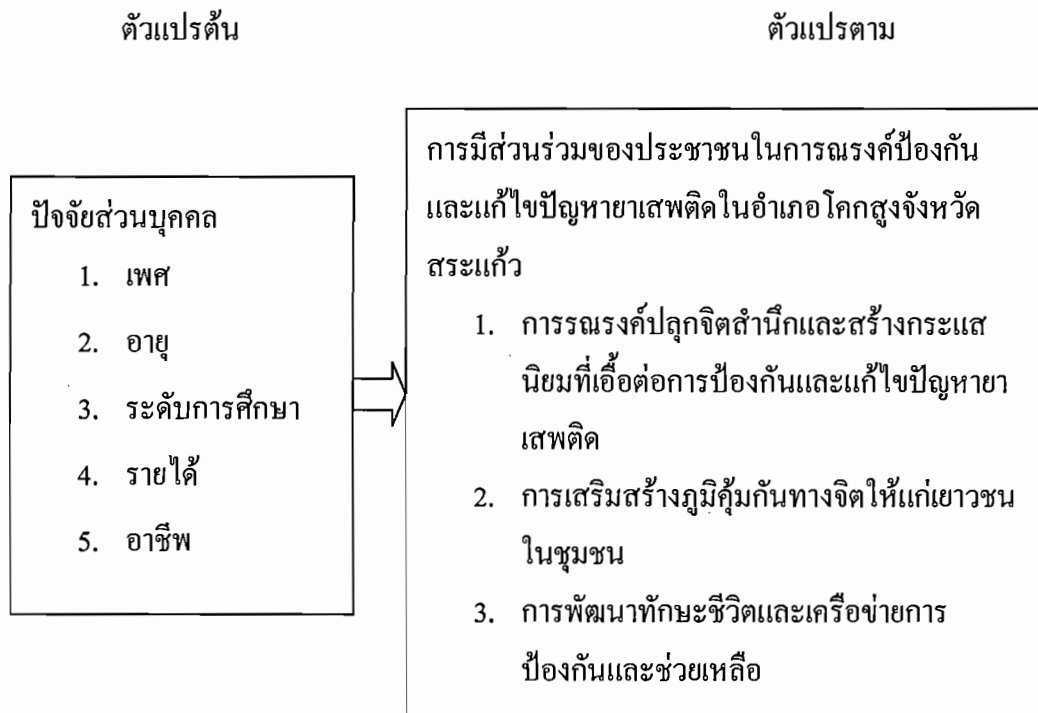 ตัวแปรต้น
ตัวแปรตาม
ปัจจัยส่วนบุคคล
1. เพศ
2. อายุ
3. ระดับการศึกษา
4. รายได้
5. อาชีพ
การมีส่วนร่วมของประชาชนในการณรงค์ป้องกัน
และแก้ไขปัญหายาเสพติดในอำเภอโคกสูงจังหวัด
สระแก้ว
1. การรณรงค์ปลุกจิตสำนึกและสร้างกระแส
นิยมที่เอื้อต่อการป้องกันและแก้ไขปัญหายา
เสพติด
2. การเสริมสร้างภูมิคุ้มกันทางจิตให้แก่เยาวชน
ในชุมชน
3. การพัฒนาทักษะชีวิตและเครือข่ายการ
ป้องกันและช่วยเหลือ